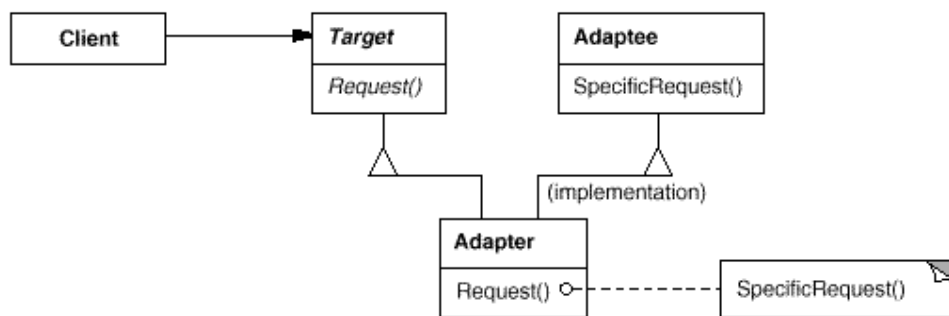 Client
Target
Request()
Adaptee
SpecificRequest()
(implementation)
Adapter
Request()
SpecificRequest()